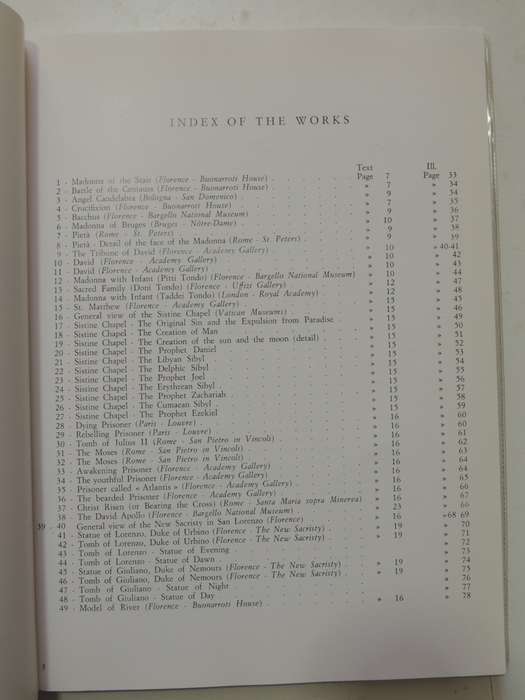 INDEX OF THE WORKS
Text Ill.
Page Page
1 - Madonna of the Stair (Florence - Buonarroti House) . . . 7 33
2 - Battle of the Centaurs (Florence - Buonarroti House) . . . » 7 » 34
3 - Angel Candelabra (Bologna - San Domenico) . . . » 9 » 34
4 - Crucifixion (Florence - Buonarroti House) . . . » 7 » 35
5 - Bacchus (Florence - Bargello National Museum) . . . » 9 » 36
6 - Madonna of Bruges (Bruges - Nôtre-Dame) . . . » 10 » 37
7 - Pietà (Rome - St. Peters) . . . » 9 » 38
8 - Pietà - Detail of the face of the Madonna (Rome - St. Peters) . . . » 9 » 39
9 - The Tribune of David (Florence - Academy Gallery) . . . » 10 » 40-41
10 - David (Florence - Academy Gallery) . . . » 10 » 42
11 - David (Florence - Academy Gallery) . . . » 10 » 43
12 - Madonna with Infant (Pitti Tondo) (Florence - Bargello National Museum) » 10 » 44
13 - Sacred Family (Doni Tondo) (Florence - Uffizi Gallery) . . . » 12 » 47
14 - Madonna with Infant (Taddei Tondo) (London - Royal Academy) . . . » 12 » 48
15 - St. Matthew (Florence - Academy Gallery) . . . » 15 » 45
16 - General view of the Sistine Chapel (Vatican Museums) . . . » 15 » 46
17 - Sistine Chapel - The Original Sin and the Expulsion from Paradise . . . » 15 » 49
18 - Sistine Chapel - The Creation of Man . . . » 15 » 50
19 - Sistine Chapel - The Creation of the sun and the moon (detail) . . . » 15 » 51
20 - Sistine Chapel - The Prophet Daniel . . . » 15 » 52
21 - Sistine Chapel - The Libyan Sibyl . . . » 15 » 53
22 - Sistine Chapel - The Delphic Sibyl . . . » 15 » 54
23 - Sistine Chapel - The Prophet Joel . . . » 15 » 55
24 - Sistine Chapel - The Erythrean Sibyl . . . » 15 » 56
25 - Sistine Chapel - The Prophet Zachariah . . . » 15 » 57
26 - Sistine Chapel - The Cumaean Sibyl . . . » 15 » 58
27 - Sistine Chapel - The Prophet Ezekiel . . . » 15 » 59
28 - Dying Prisoner (Paris - Louvre) . . . » 16 » 60
29 - Rebelling Prisoner (Paris - Louvre) . . . » 16 » 60
30 - Tomb of Julius II (Rome - San Pietro in Vincoli) . . . » 16 » 61
31 - The Moses (Rome - San Pietro in Vincoli) . . . » 16 » 62
32 - The Moses (Rome - San Pietro in Vincoli) . . . » 16 » 63
33 - Awakening Prisoner (Florence - Academy Gallery) . . . » 16 » 64
34 - The youthful Prisoner (Florence - Academy Gallery) . . . » 16 » 64
35 - Prisoner called « Atlantis » (Florence - Academy Gallery) . . . » 16 » 65
36 - The bearded Prisoner (Florence - Academy Gallery) . . . » 16 » 66
37 - Christ Risen (or Bearing the Cross) (Rome - Santa Maria sopra Minerva) » 16 » 67
38 - The David Apollo (Florence - Bargello National Museum) . . . » 23 » 66
39 - 40 General view of the New Sacristy in San Lorenzo (Florence) . . . » 16 » 68 69
41 - Statue of Lorenzo, Duke of Urbino (Florence - The New Sacristy) . . . » 19 » 70
42 - Tomb of Lorenzo, Duke of Urbino (Florence - The New Sacristy) . . . » 19 » 71
43 - Tomb of Lorenzo - Statue of Evening . . . » 72
44 - Tomb of Lorenzo - Statue of Dawn . . . » 73
45 - Statue of Giuliano, Duke of Nemours (Florence - The New Sacristy) . . . » 19 » 74
46 - Tomb of Giuliano, Duke of Nemours (Florence - The New Sacristy) . . . » 19 » 75
47 - Tomb of Giuliano - Statue of Night . . . » 76
48 - Tomb of Giuliano - Statue of Day . . . » 77
49 - Model of River (Florence - Buonarroti House) . . . » 16 » 78